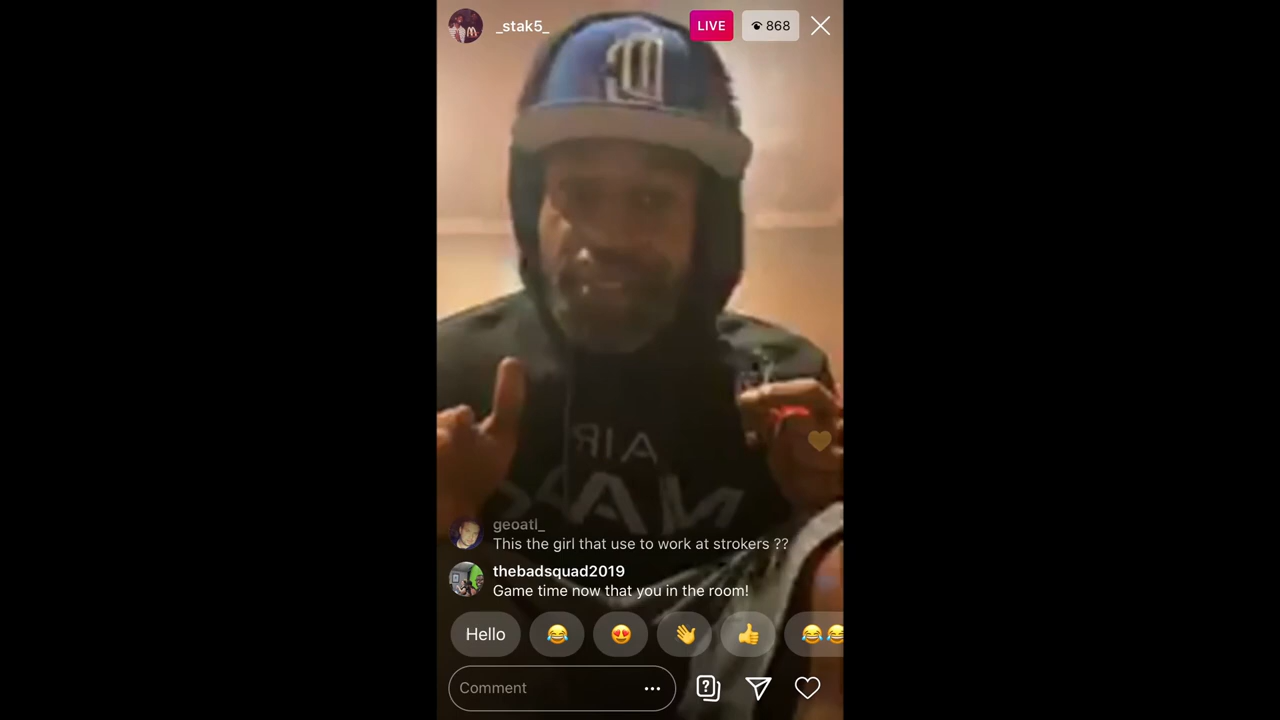 _stak5_
LIVE
868
AIR
geoatl_
This the girl that use to work at strokers ??
thebadsquad2019
Game time now that you in the room!
Hello
Comment